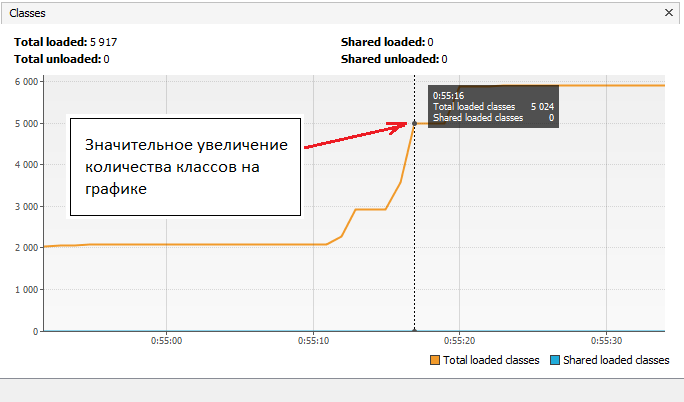 Classes
Total loaded: 5 917 Shared loaded: 0
Total unloaded: 0 Shared unloaded: 0
6 000
5 000
4 000
3 000
2 000
1 000
0
0:55:16
Total loaded classes 5 024
Shared loaded classes 0
Значительное увеличение
количества классов на
графике
0:55:00 0:55:10 0:55:20 0:55:30
Total loaded classes Shared loaded classes